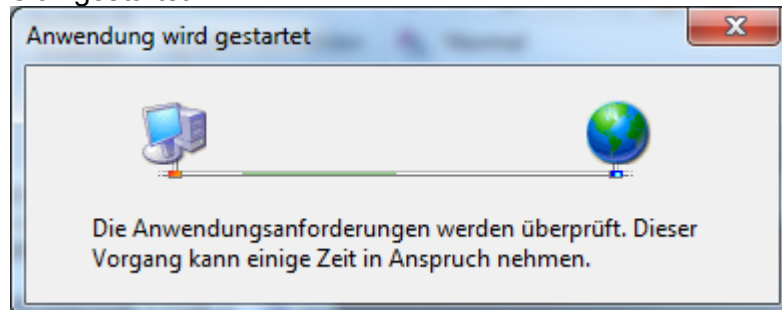 Anwendung wird gestartet
Die Anwendungsanforderungen werden überprüft. Dieser
Vorgang kann einige Zeit in Anspruch nehmen.